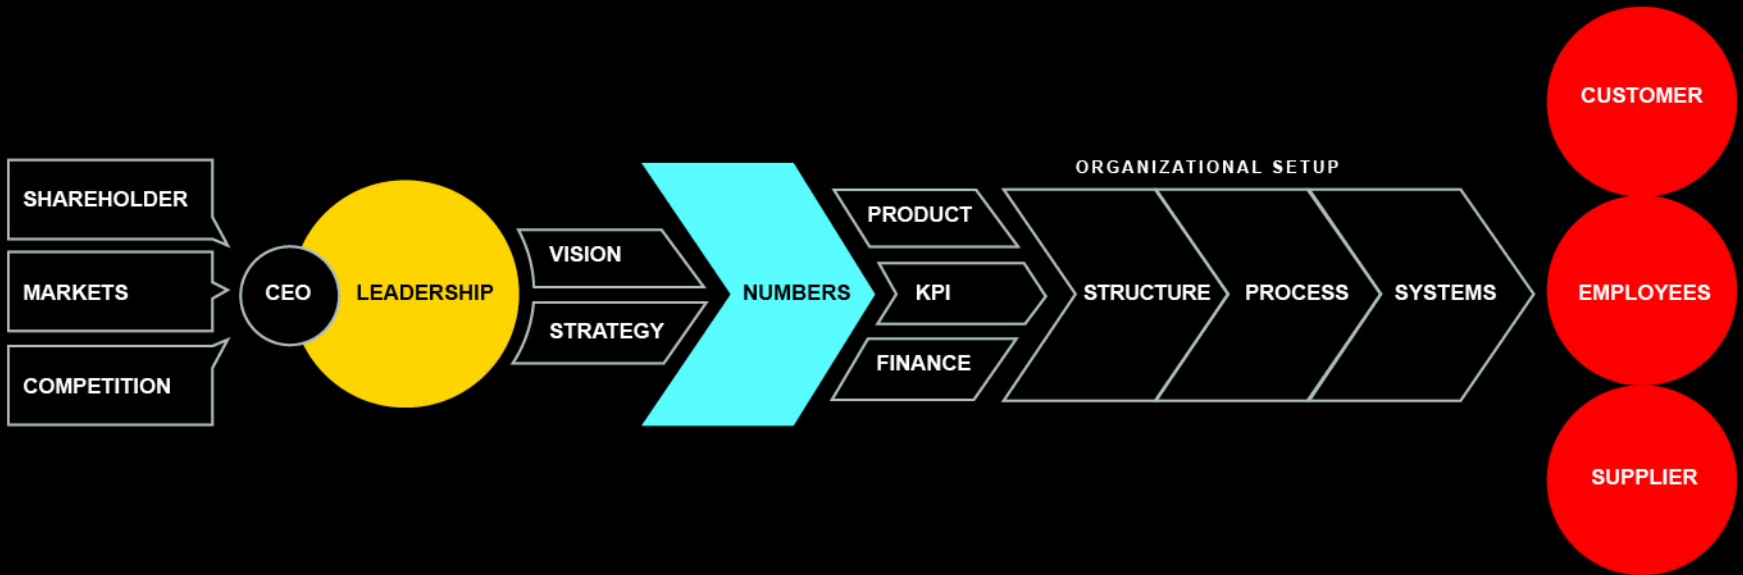 SHAREHOLDER
MARKETS
COMPETITION
CEO
LEADERSHIP
VISION
STRATEGY
NUMBERS
PRODUCT
KPI
FINANCE
ORGANIZATIONAL SETUP
STRUCTURE
PROCESS
SYSTEMS
CUSTOMER
EMPLOYEES
SUPPLIER